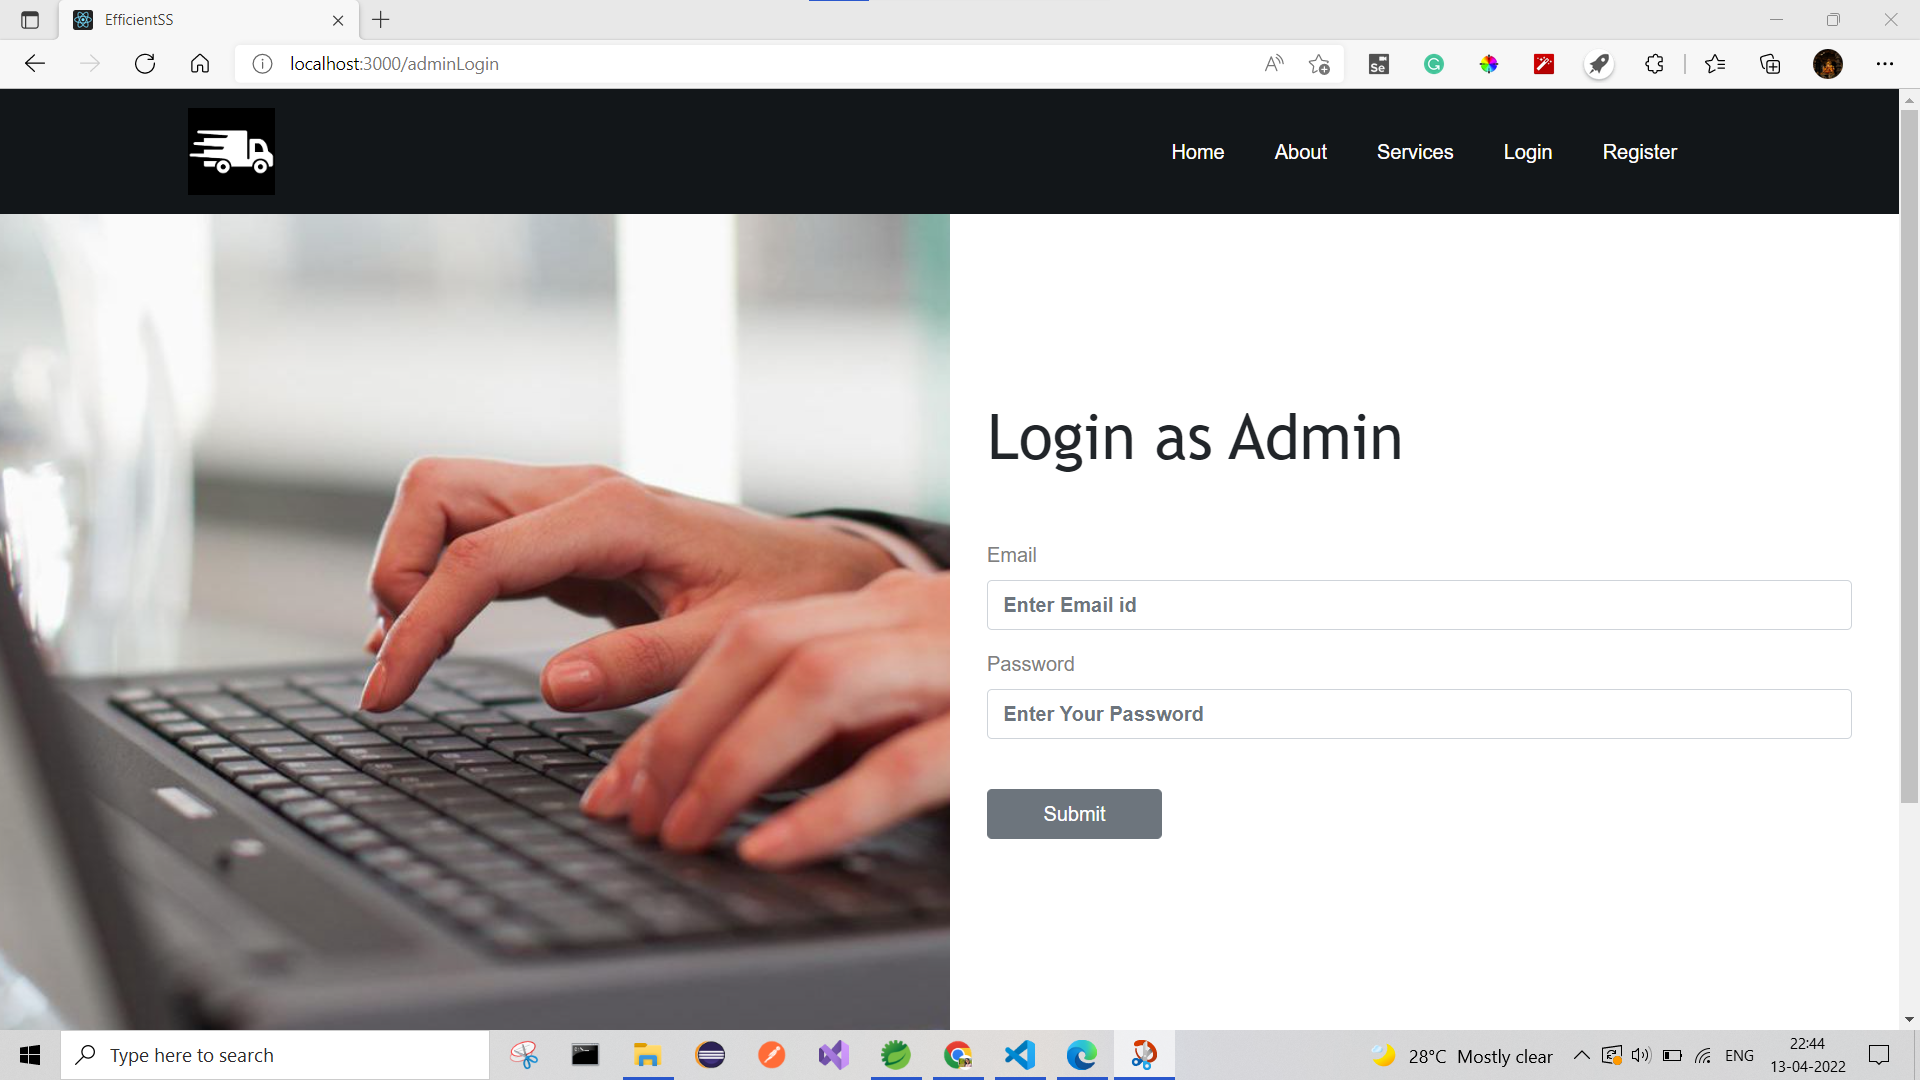 EfficientSS
localhost:3000/adminLogin
Home About Services Login Register
Login as Admin
Email
Enter Email id
Password
Enter Your Password
Submit
Type here to search
28°C Mostly clear
ENG
22:44
13-04-2022